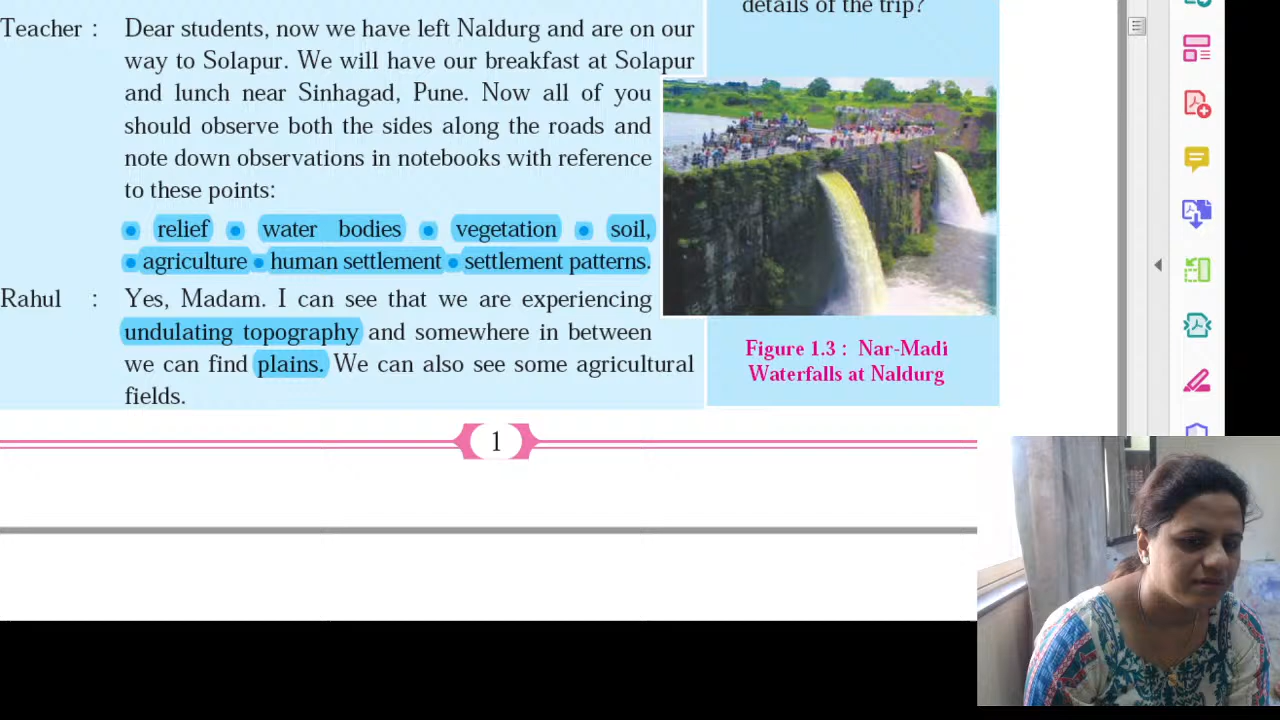 details of the trip?
Teacher : Dear students, now we have left Naldurg and are on our
way to Solapur. We will have our breakfast at Solapur
and lunch near Sinhagad, Pune. Now all of you
should observe both the sides along the roads and
note down observations in notebooks with reference
to these points:
• relief • water bodies • vegetation • soil,
• agriculture • human settlement • settlement patterns.
Rahul : Yes, Madam. I can see that we are experiencing
undulating topography and somewhere in between
we can find plains. We can also see some agricultural
fields.
Figure 1.3 : Nar-Madi
Waterfalls at Naldurg
1